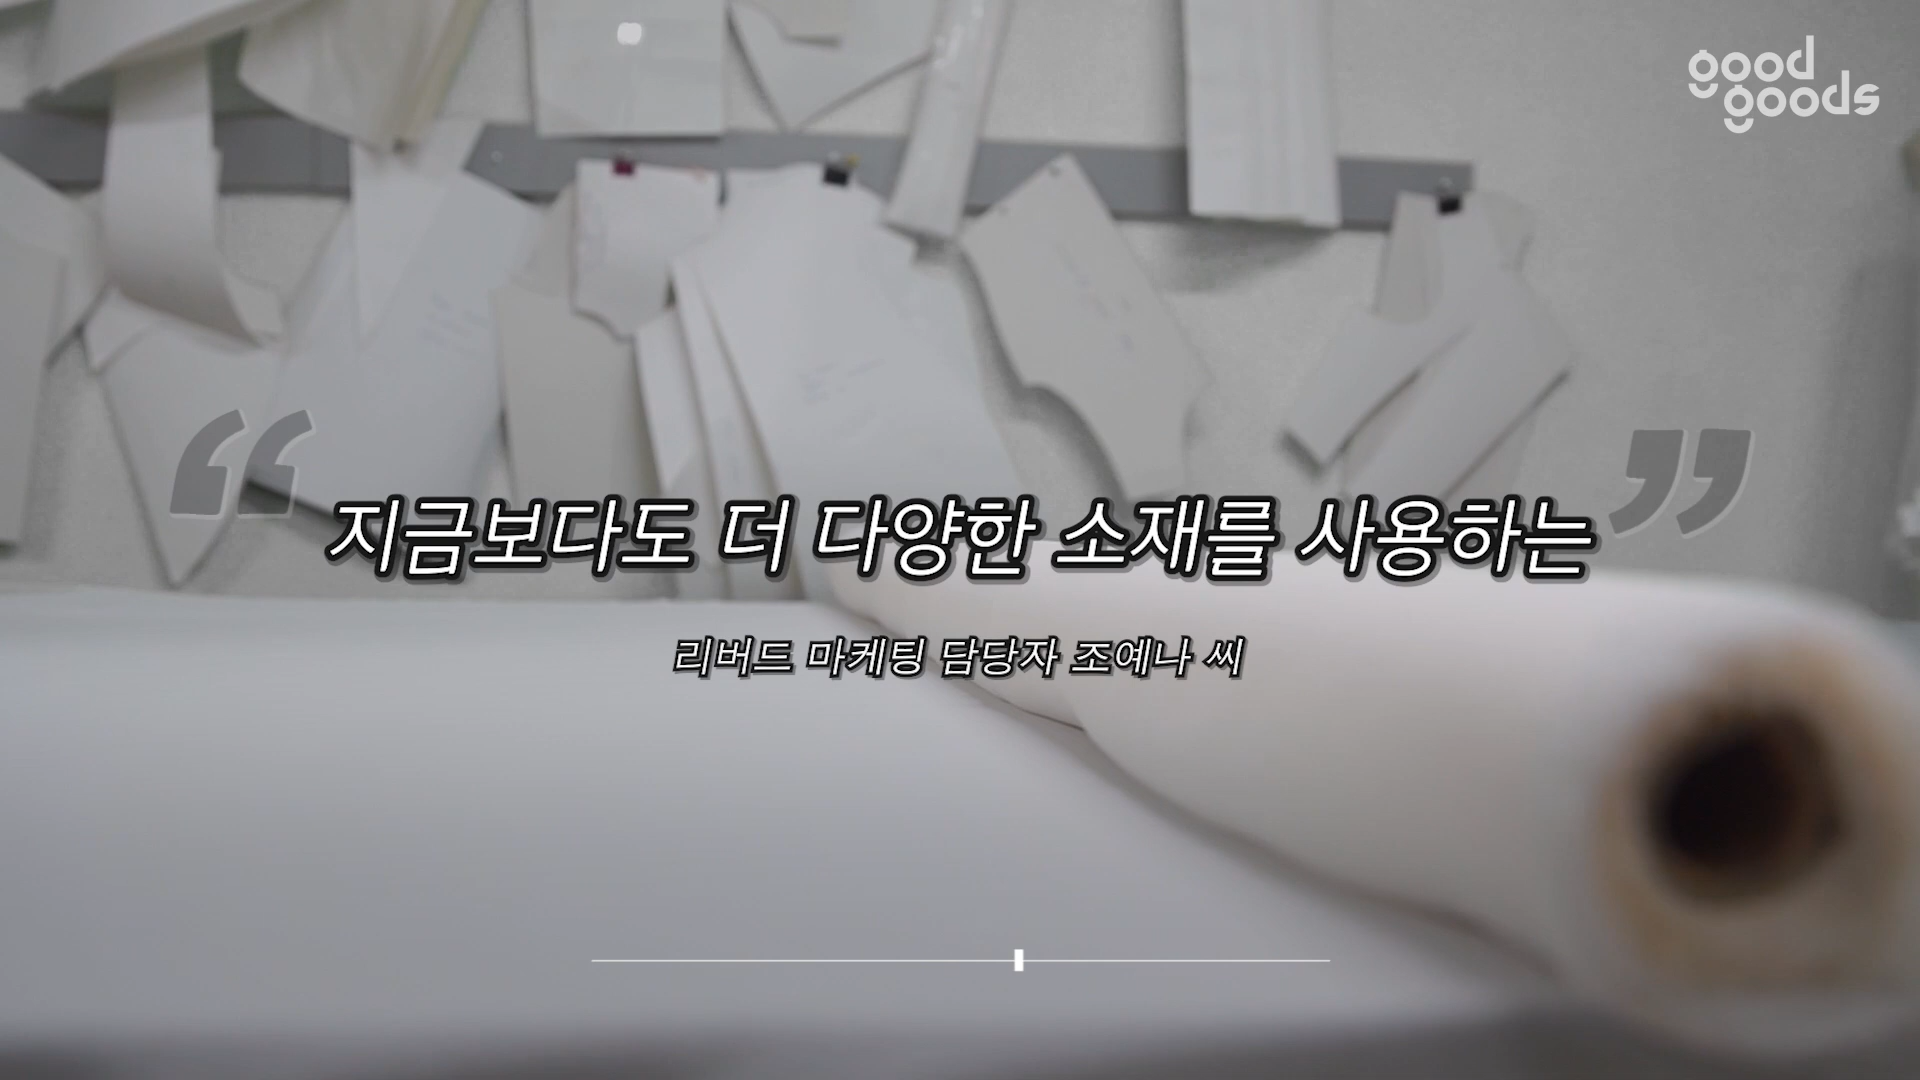 good
goods
“ 지금보다도 더 다양한 소재를 사용하는 ”
리버드 마케팅 담당자 조예나 씨